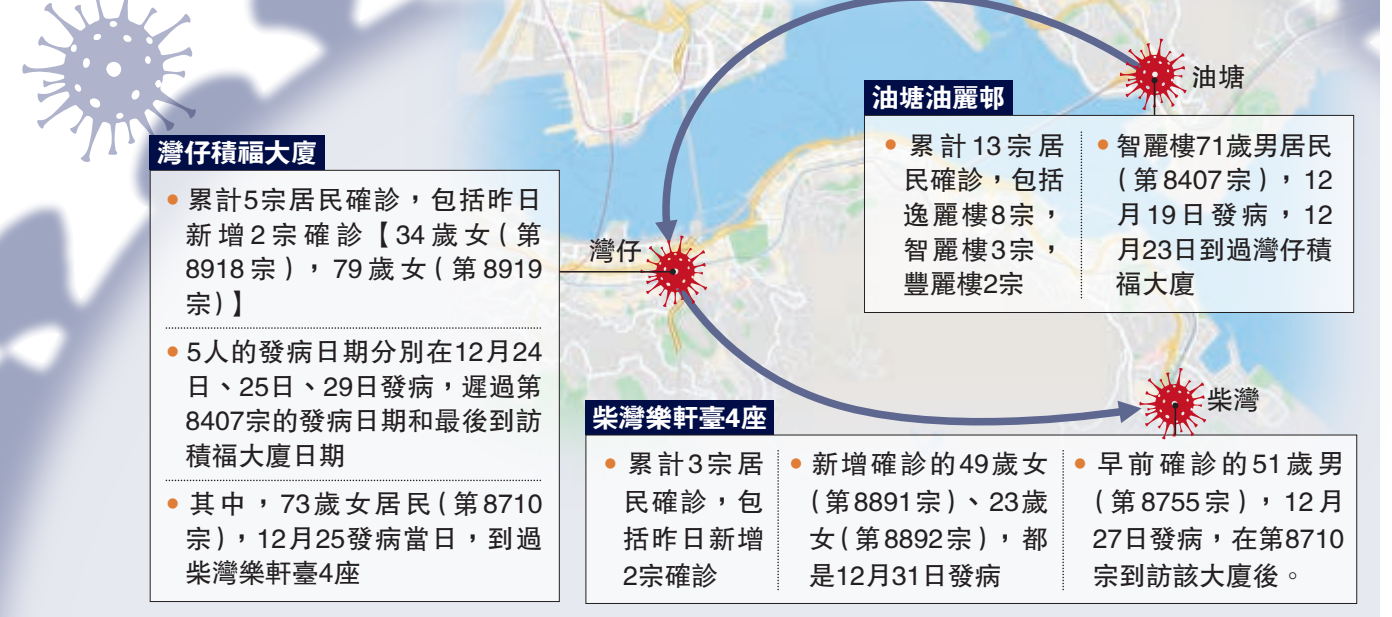 油塘
油塘油麗邨
累計13宗居
民確診，包括
逸麗樓8宗，
智麗樓3宗，
豐麗樓2宗
智麗樓71歲男居民
(第8407宗)，12
月19日發病，12
月23日到過灣仔積
福大廈
灣仔積福大廈
累計5宗居民確診，包括昨日
新增2宗確診【34歲女(第
8918宗)，79歲女(第8919
宗)】
5人的發病日期分別在12月24
日、25日、29日發病，遲過第
8407宗的發病日期和最後到訪
積福大廈日期
其中，73歲女居民(第8710
宗)，12月25發病當日，到過
柴灣樂軒臺4座
灣仔
柴灣
柴灣樂軒臺4座
累計3宗居
民確診，包
括昨日新增
2宗確診
新增確診的49歲女
(第8891宗)、23歲
女(第8892宗)，都
是12月31日發病
早前確診的51歲男
(第8755宗)，12月
27日發病，在第8710
宗到訪該大廈後。